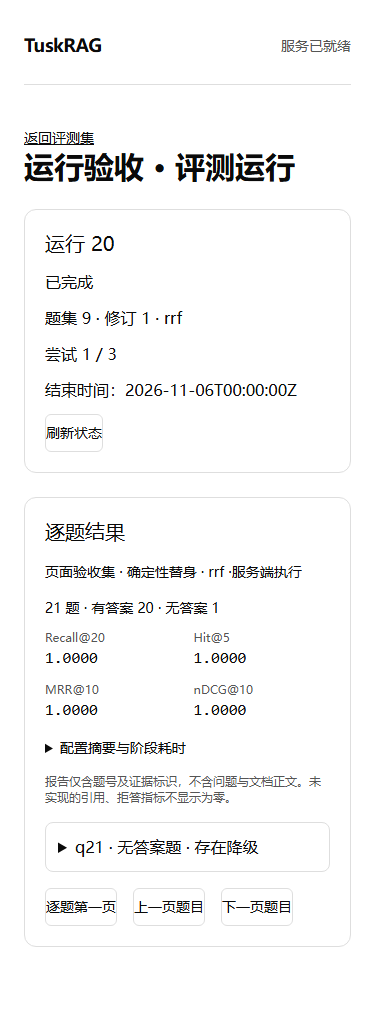 TuskRAG
服务已就绪
返回评测集
运行验收 · 评测运行
运行 20
已完成
题集 9 · 修订 1 · rrf
尝试 1 / 3
结束时间：2026-11-06T00:00:00Z
刷新状态
逐题结果
页面验收集 · 确定性替身 · rrf ·服务端执行
21 题 · 有答案 20 · 无答案 1
Recall@20
Hit@5
1.0000
1.0000
MRR@10
nDCG@10
1.0000
1.0000
配置摘要与阶段耗时
报告仅含题号及证据标识，不含问题与文档正文。未
实现的引用、拒答指标不显示为零。
q21 · 无答案题 · 存在降级
逐题第一页
上一页题目
下一页题目